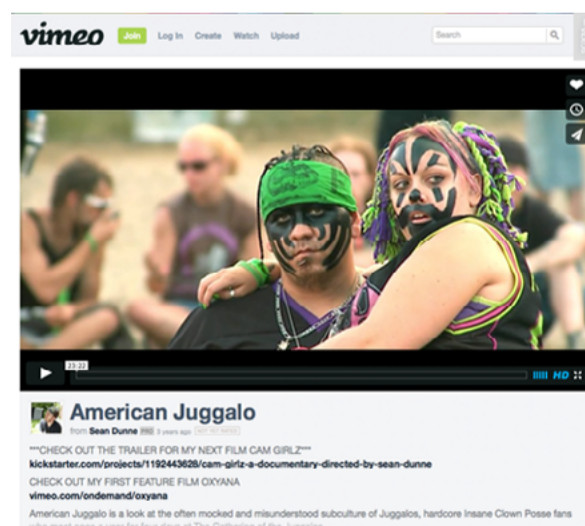 vimeo Join Log In Create Watch Upload Search
23:22
HD
American Juggalo
from Sean Dunne PRO 3 years ago NOT YET RATED
***CHECK OUT THE TRAILER FOR MY NEXT FILM CAM GIRLZ***
kickstarter.com/projects/1192443628/cam-girlz-a-documentary-directed-by-sean-dunne
CHECK OUT MY FIRST FEATURE FILM OXYANA
vimeo.com/ondemand/oxyana
American Juggalo is a look at the often mocked and misunderstood subculture of Juggalos, hardcore Insane Clown Posse fans